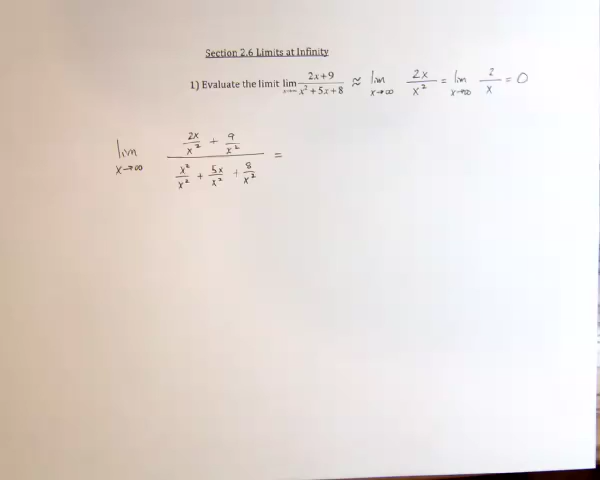 Section 2.6 Limits at Infinity
1) Evaluate the limit lim x→∞ (2x+9)/(x²+5x+8) ≈ lim x→∞ 2x/x² = lim x→∞ 2/x = 0
lim x→∞ (2x/x² + 9/x²)/(x²/x² + 5x/x² + 8/x²) =